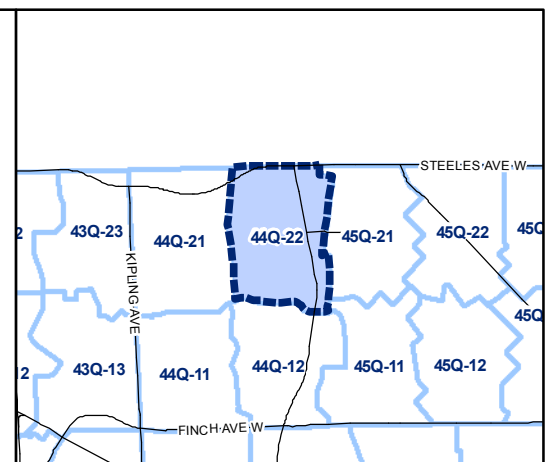 STEELES AVE W
2
43Q-23
44Q-21
44Q-22
45Q-21
45Q-22
45Q
KIPLING AVE
45Q
2
43Q-13
44Q-11
44Q-12
45Q-11
45Q-12
FINCH AVE W